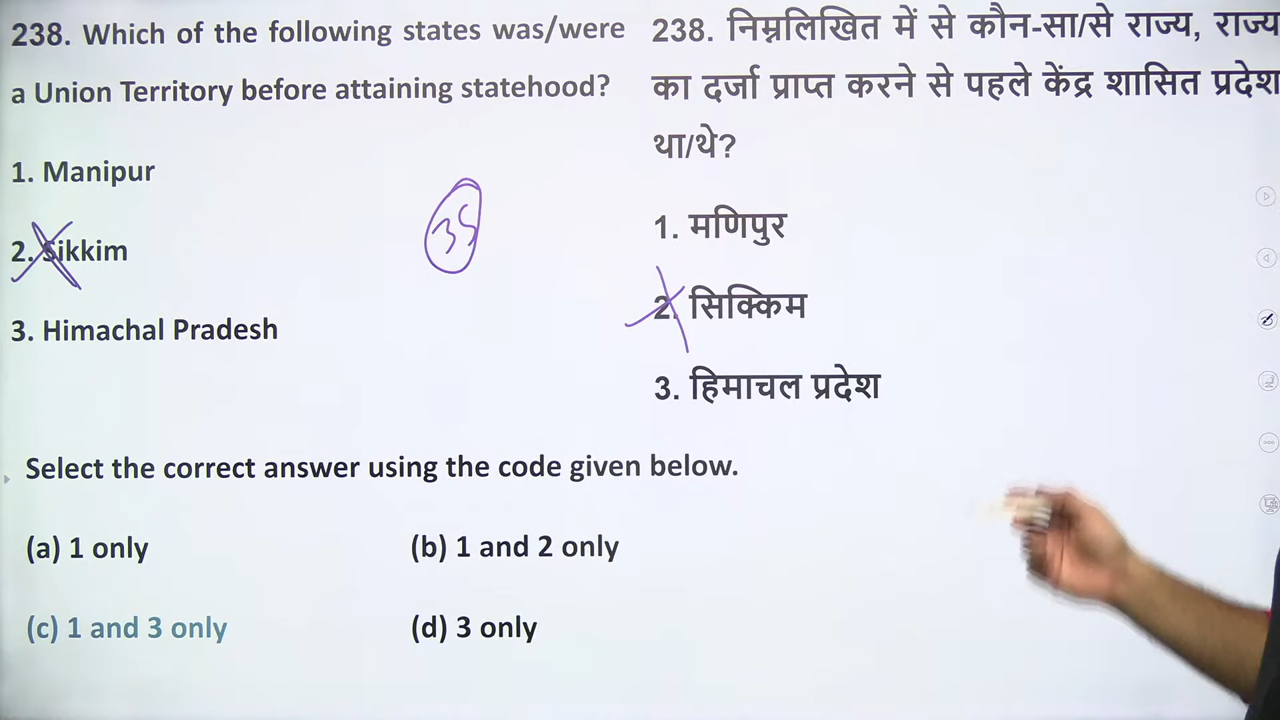 238. Which of the following states was/were
a Union Territory before attaining statehood?
1. Manipur
2. Sikkim
3. Himachal Pradesh
35
Select the correct answer using the code given below.
(a) 1 only
(b) 1 and 2 only
(c) 1 and 3 only
(d) 3 only
238. निम्नलिखित में से कौन-सा/से राज्य, राज्य
का दर्जा प्राप्त करने से पहले केंद्र शासित प्रदेश
था/थे?
1. मणिपुर
2. सिक्किम
3. हिमाचल प्रदेश